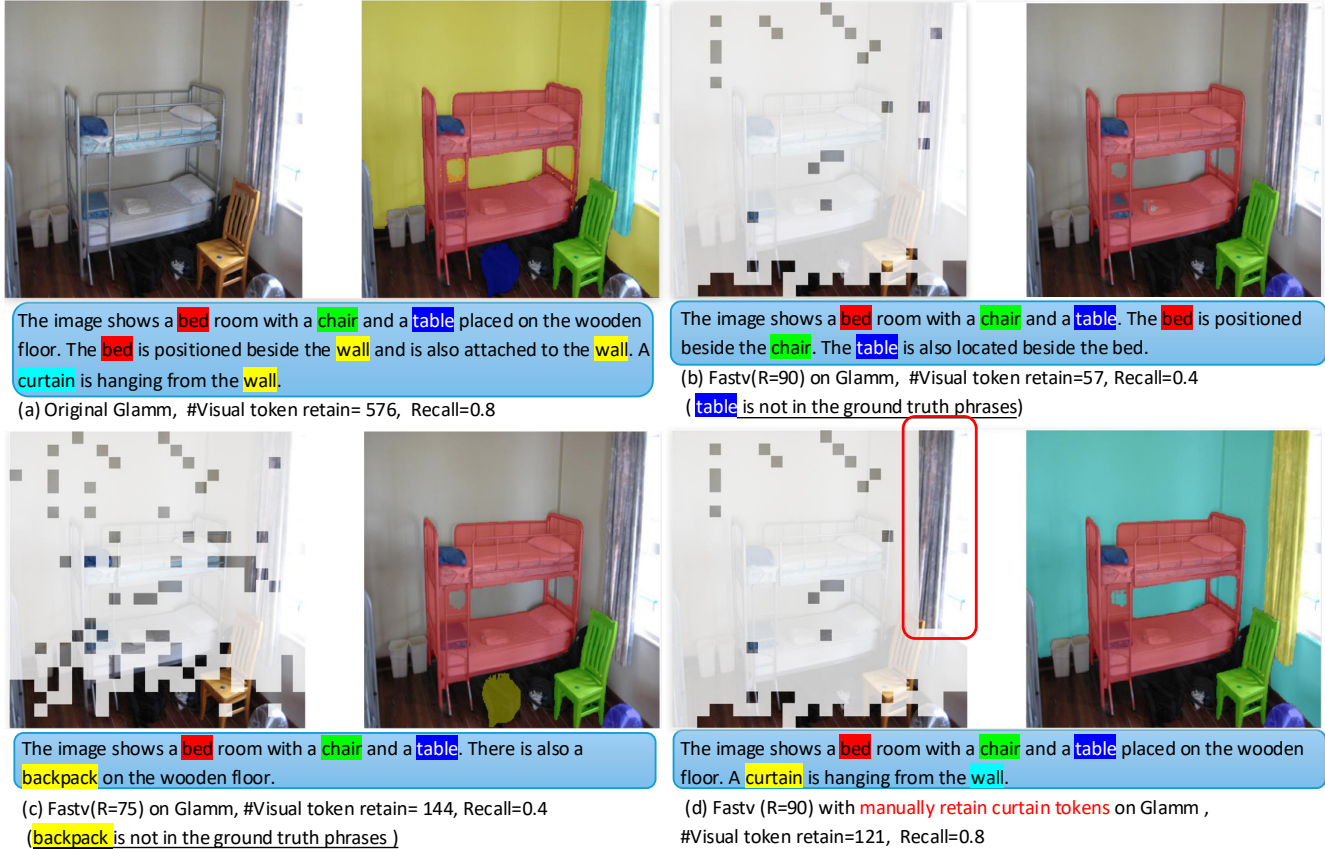 The image shows a bed room with a chair and a table placed on the wooden
floor. The bed is positioned beside the wall and is also attached to the wall. A
curtain is hanging from the wall.
(a) Original Glamm, #Visual token retain= 576, Recall=0.8
The image shows a bed room with a chair and a table. The bed is positioned
beside the chair. The table is also located beside the bed.
(b) Fastv(R=90) on Glamm, #Visual token retain=57, Recall=0.4
( table is not in the ground truth phrases)
The image shows a bed room with a chair and a table. There is also a
backpack on the wooden floor.
(c) Fastv(R=75) on Glamm, #Visual token retain= 144, Recall=0.4
(backpack is not in the ground truth phrases )
The image shows a bed room with a chair and a table placed on the wooden
floor. A curtain is hanging from the wall.
(d) Fastv (R=90) with manually retain curtain tokens on Glamm ,
#Visual token retain=121, Recall=0.8